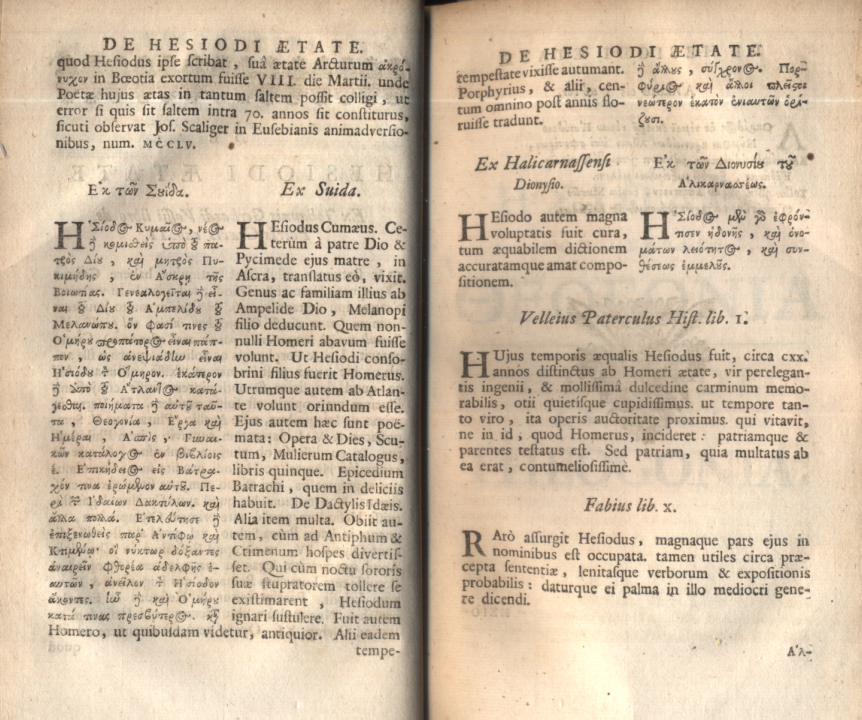 DE HESIODI ÆTATE.
quod Hesiodus ipse scribat, suâ ætate Arcturum ἀκρό-
νυχον in Bœotia exortum fuisse VIII. die Martii. unde
Poetæ hujus ætas in tantum saltem possit colligi, ut
error si quis sit saltem intra 70. annos sit constiturus,
sicuti observat Jos. Scaliger in Eusebianis animadversio-
nibus, num. MCCLV.
Ἐκ τῶν Σουίδα.
ἩΣίοδος Κυμαῖος, νέος
ἢ κομισθεὶς ὑπὸ τοῦ πα-
τρὸς Δίου, καὶ μητρὸς Πυ-
κιμήδης, ἐν Ἄσκρῃ τῆς
Βοιωτίας. Γενεαλογεῖται ἢ εἶ-
ναι τοῦ Δίου τοῦ Ἀμπελίδου τοῦ
Μελανώπου. ὅν φασί τινες τοῦ
Ὁμήρου προπάτορος εἶναι πάπ-
πον, ὡς ἀνεψιάδην εἶναι
Ἡσιόδου τὸν Ὅμηρον. ἑκάτερον
ἢ ἀπὸ τοῦ Ἄτλαντος κατά-
γεσθαι. ποιήματα ἢ αὐτοῦ ταῦ-
τα, Θεογονία, Ἔργα καὶ
Ἡμέραι, Ἀσπὶς, Γυναι-
κῶν κατάλογος ἐν βιβλίοις
έ. Ἐπικήδειος εἰς Βάτρα-
χόν τινα ἐρώμενον αὐτοῦ. Πε-
ρὶ τῶν Ἰδαίων Δακτύλων. καὶ
ἄλλα πολλά. Ἐτελεύτησε ἢ
ἐπιξενωθεὶς παρ' Ἀντίφῳ καὶ
Κτιμένῳ· οἳ νύκτωρ δόξαντες
ἀναιρεῖν φθορέα ἀδελφῆς ἑ-
αυτῶν, ἀνεῖλον τὸν Ἡσίοδον
ἄκοντες. ἦν ἢ καὶ Ὁμήρου
κατά τινας πρεσβύτερος. κατ'
Ex Suida.
HEsiodus Cumæus. Ce-
terùm à patre Dio &
Pycimede ejus matre, in
Ascra, translatus eò, vixit.
Genus ac familiam illius ab
Ampelide Dio, Melanopi
filio deducunt. Quem non-
nulli Homeri abavum fuisse
volunt. Ut Hesiodi conso-
brini filius fuerit Homerus.
Utrumque autem ab Atlan-
te volunt oriundum esse.
Ejus autem hæc sunt poë-
mata: Opera & Dies, Scu-
tum, Mulierum Catalogus,
libris quinque. Epicedium
Batrachi, quem in deliciis
habuit. De Dactylis Idæis.
Alia item multa. Obiit au-
tem, cùm ad Antiphum &
Ctimenum hospes divertis-
set. Qui cùm noctu sororis
suæ stupratorem tollere se
existimarent, Hesiodum
ignari sustulere. Fuit autem
Homero, ut quibusdam videtur, antiquior. Alii eadem
tempe-
DE HESIODI ÆTATE.
tempestate vixisse autumant.
Porphyrius, & alii, cen-
tum omnino post annis flo-
ruisse tradunt.
ἢ ἄλλους, σύγχρονος. Πορ-
φύριος καὶ ἄλλοι πλεῖστοι
νεώτερον ἑκατὸν ἐνιαυτῶν ὁρί-
ζουσι.
Ex Halicarnassensi
Dionysio.
HEsiodo autem magna
voluptatis fuit cura,
tum æquabilem dictionem
accuratamque amat compo-
sitionem.
Ἐκ τῶν Διονυσίου τοῦ
Ἁλικαρνασσέως.
ἩΣίοδος μὲν γὰρ ἐφρόν-
τισεν ἡδονῆς, καὶ ὀνο-
μάτων λειότητος, καὶ συν-
θέσεως ἐμμελοῦς.
Velleius Paterculus Hist. lib. 1.
HUjus temporis æqualis Hesiodus fuit, circa cxx.
annos distinctus ab Homeri ætate, vir perelegan-
tis ingenii, & mollissimâ dulcedine carminum memo-
rabilis, otii quietisque cupidissimus. ut tempore tan-
to viro, ita operis auctoritate proximus. qui vitavit,
ne in id, quod Homerus, incideret: patriamque &
parentes testatus est. Sed patriam, quia multatus ab
ea erat, contumeliosissimè.
Fabius lib. x.
RArò assurgit Hesiodus, magnaque pars ejus in
nominibus est occupata. tamen utiles circa præ-
cepta sententiæ, lenitasque verborum & expositionis
probabilis: daturque ei palma in illo mediocri gene-
re dicendi.
Ἀλ-